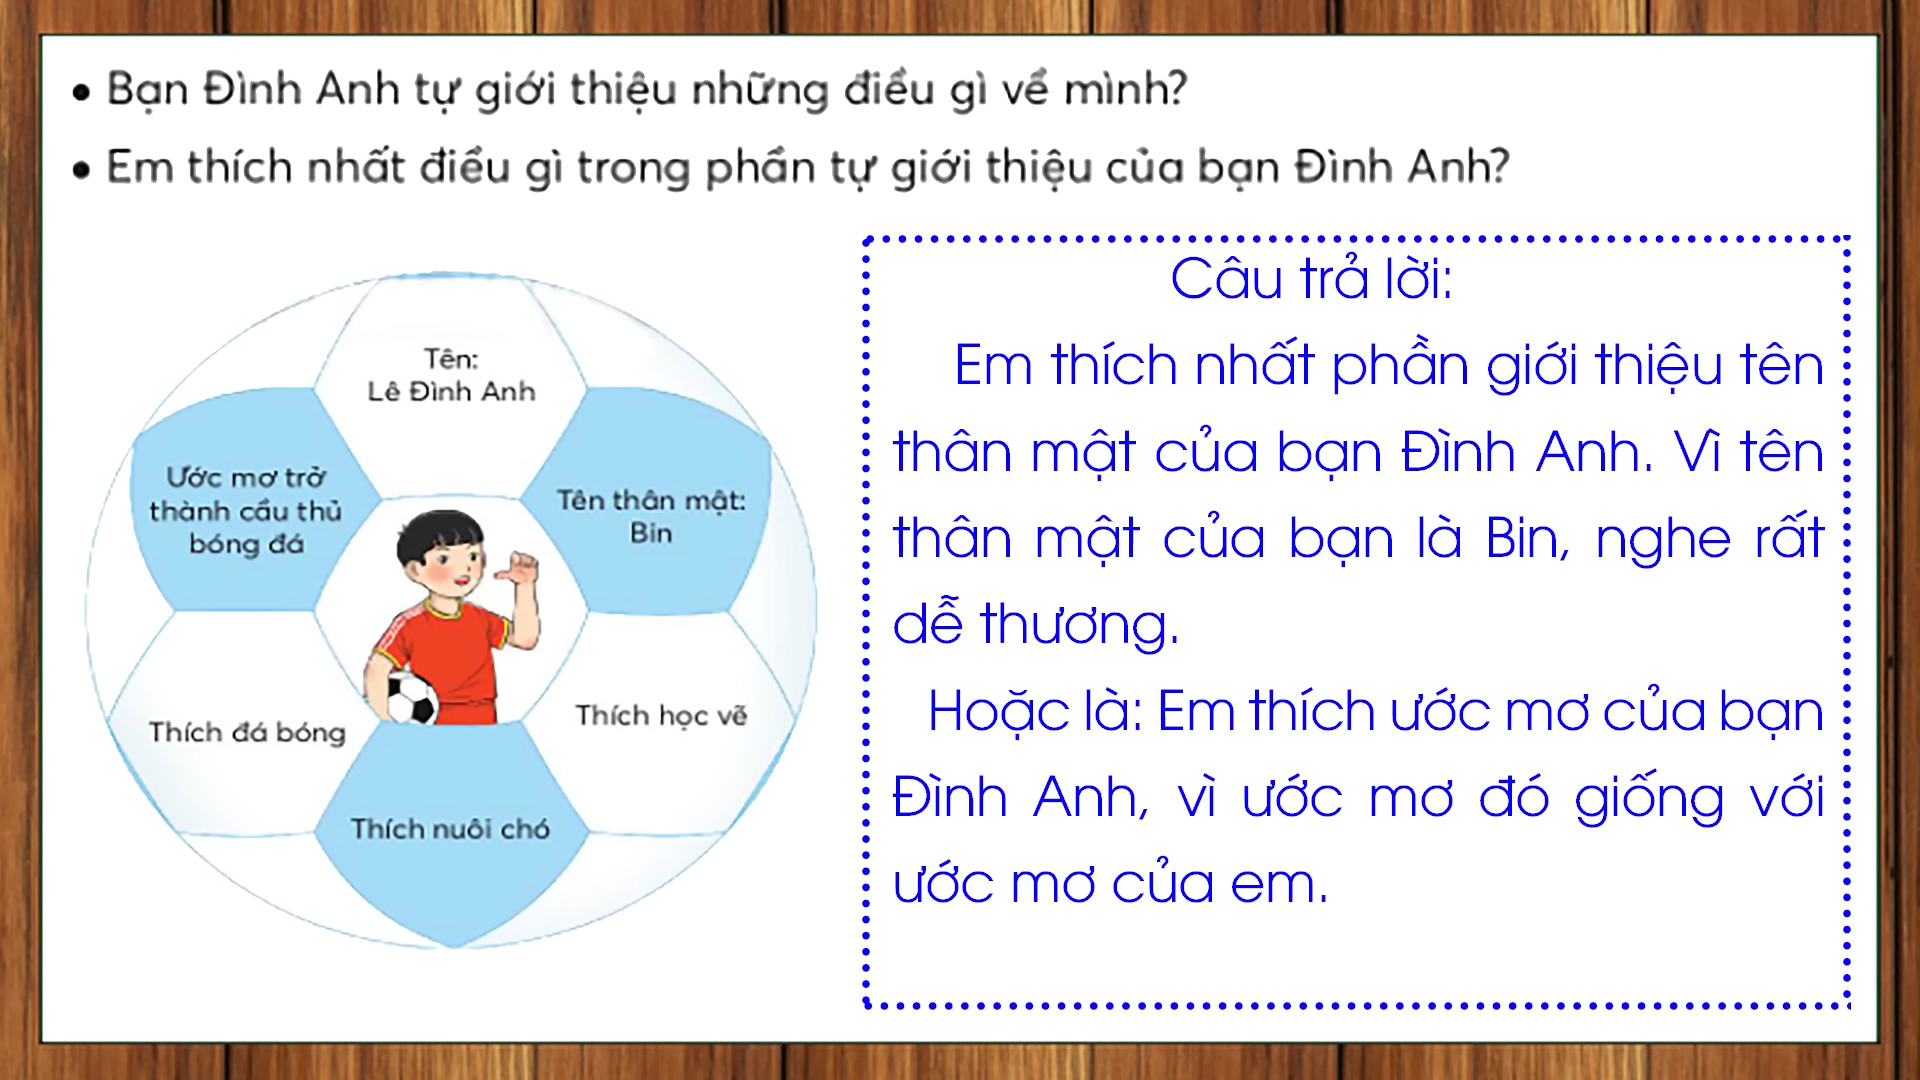 • Bạn Đình Anh tự giới thiệu những điều gì về mình?
• Em thích nhất điều gì trong phần tự giới thiệu của bạn Đình Anh?
Tên:
Lê Đình Anh
Ước mơ trở
thành cầu thủ
bóng đá
Tên thân mật:
Bin
Thích đá bóng
Thích học vẽ
Thích nuôi chó
Câu trả lời:
Em thích nhất phần giới thiệu tên
thân mật của bạn Đình Anh. Vì tên
thân mật của bạn là Bin, nghe rất
dễ thương.
Hoặc là: Em thích ước mơ của bạn
Đình Anh, vì ước mơ đó giống với
ước mơ của em.